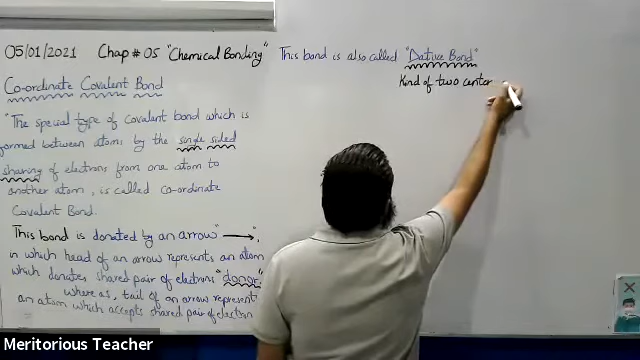 05/01/2021 Chap # 05 "Chemical Bonding"
Co-ordinate Covalent Bond
"The special type of covalent bond which is
formed between atoms by the single sided
sharing of electrons from one atom to
another atom, is called co-ordinate
Covalent Bond.
This bond is donated by an arrow" →",
in which head of an arrow represents an atom
which donates shared pair of electrons "donor"
where as, tail of an arrow represent
an atom which accepts shared pair of electron
This bond is also called "Dative Bond"
Kind of two center
Meritorious Teacher